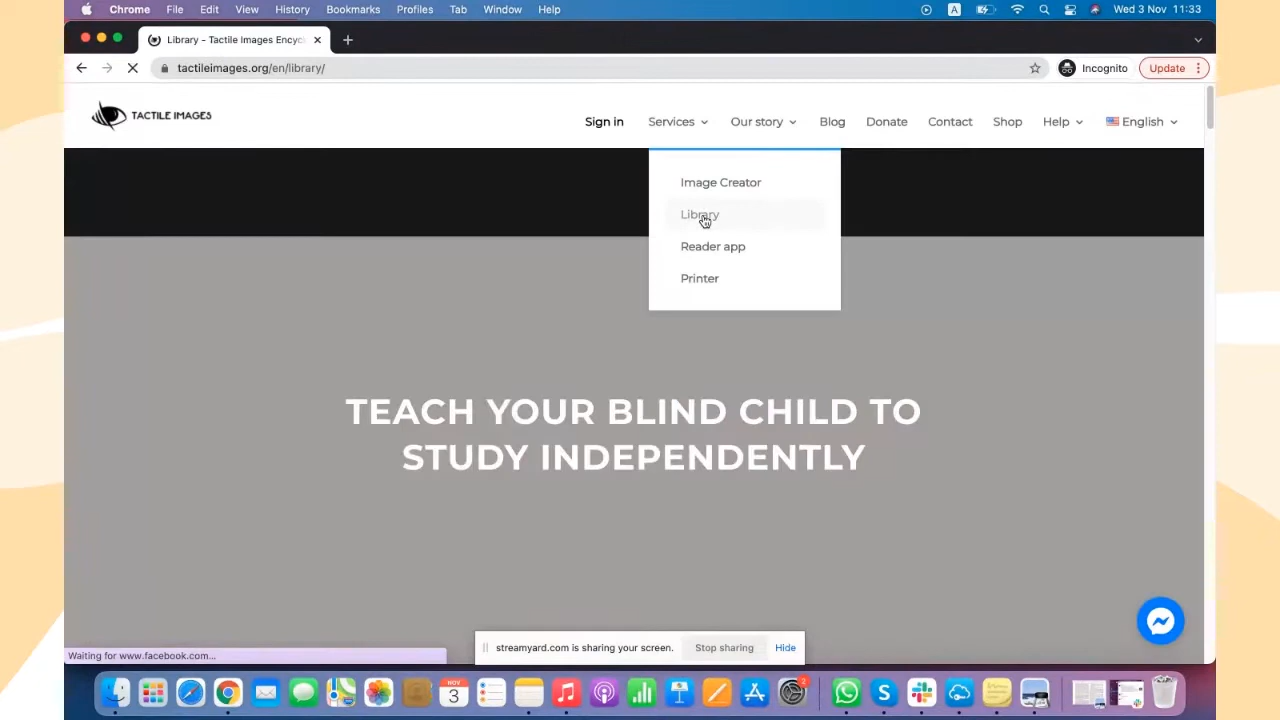 Chrome File Edit View History Bookmarks Profiles Tab Window Help A Wed 3 Nov 11:33
Library – Tactile Images Encyc
tactileimages.org/en/library/ Incognito Update
TACTILE IMAGES Sign in Services Our story Blog Donate Contact Shop Help English
Image Creator
Library
Reader app
Printer
TEACH YOUR BLIND CHILD TO
STUDY INDEPENDENTLY
streamyard.com is sharing your screen. Stop sharing Hide
Waiting for www.facebook.com...
NOV
3
2